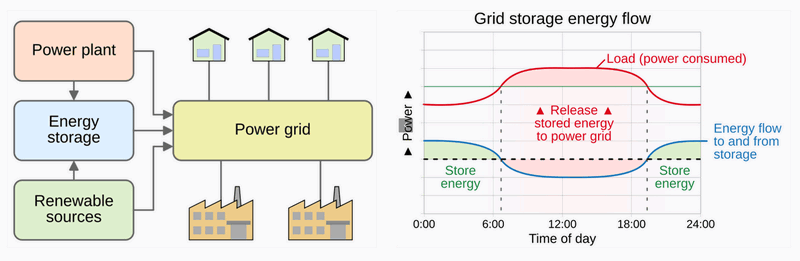 Power plant
Energy
storage
Renewable
sources
Power grid
Grid storage energy flow
Load (power consumed)
◄ Power ►
▲ Release ▲
stored energy
to power grid
Energy flow
to and from
storage
Store
energy
Store
energy
0:00 6:00 12:00 18:00 24:00
Time of day